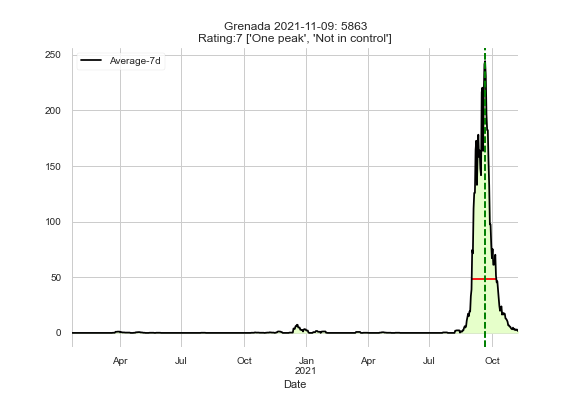 Grenada 2021-11-09: 5863
Rating:7 ['One peak', 'Not in control']
Average-7d
250
200
150
100
50
0
Apr
Jul
Oct
Jan
2021
Apr
Jul
Oct
Date